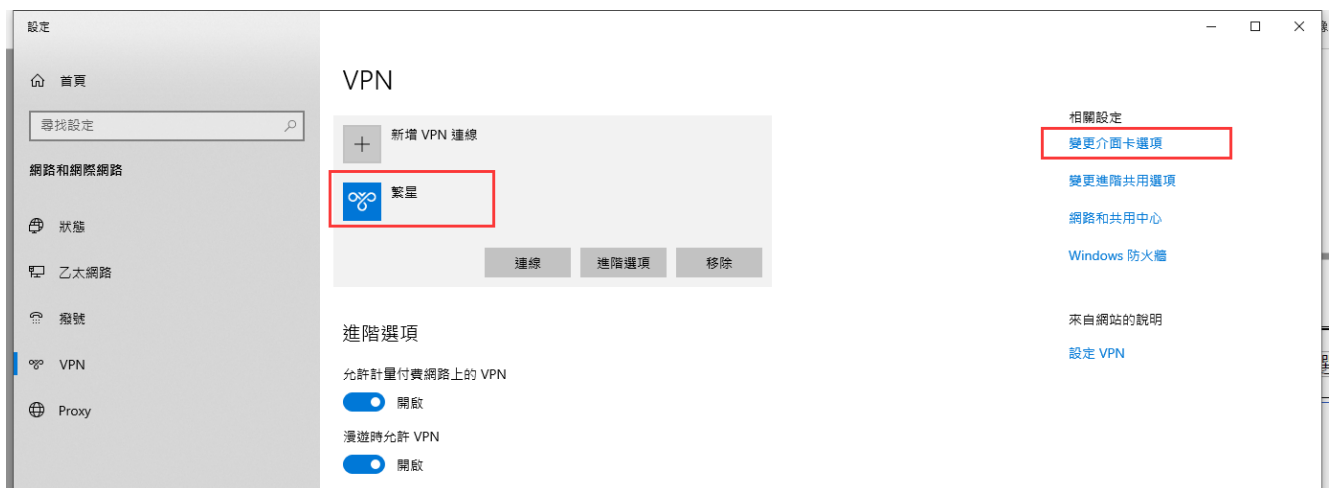 設定
首頁
尋找設定
網路和網際網路
狀態
乙太網路
撥號
VPN
Proxy
VPN
新增 VPN 連線
繁星
連線
進階選項
移除
進階選項
允許計量付費網路上的 VPN
開啟
漫遊時允許 VPN
開啟
相關設定
變更介面卡選項
變更進階共用選項
網路和共用中心
Windows 防火牆
來自網站的說明
設定 VPN